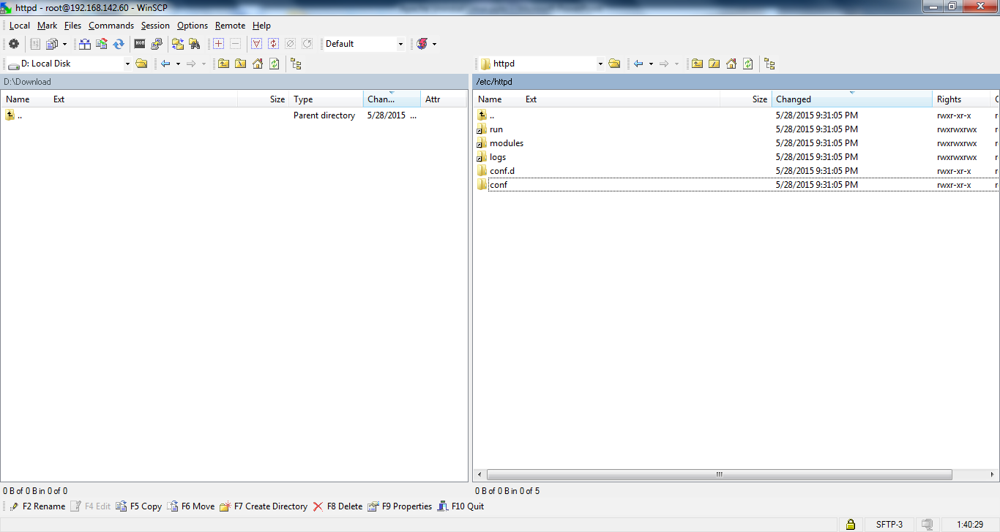 httpd - root@192.168.142.60 - WinSCP
Local Mark Files Commands Session Options Remote Help
Default
D: Local Disk httpd
D:\Download /etc/httpd
Name Ext Size Type Chan... Attr Name Ext Size Changed Rights
.. Parent directory 5/28/2015 ... .. 5/28/2015 9:31:05 PM rwxr-xr-x r
run 5/28/2015 9:31:05 PM rwxrwxrwx r
modules 5/28/2015 9:31:05 PM rwxrwxrwx r
logs 5/28/2015 9:31:05 PM rwxrwxrwx r
conf.d 5/28/2015 9:31:05 PM rwxr-xr-x r
conf 5/28/2015 9:31:05 PM rwxr-xr-x r
0 B of 0 B in 0 of 0 0 B of 0 B in 0 of 5
F2 Rename F4 Edit F5 Copy F6 Move F7 Create Directory F8 Delete F9 Properties F10 Quit
SFTP-3 1:40:29